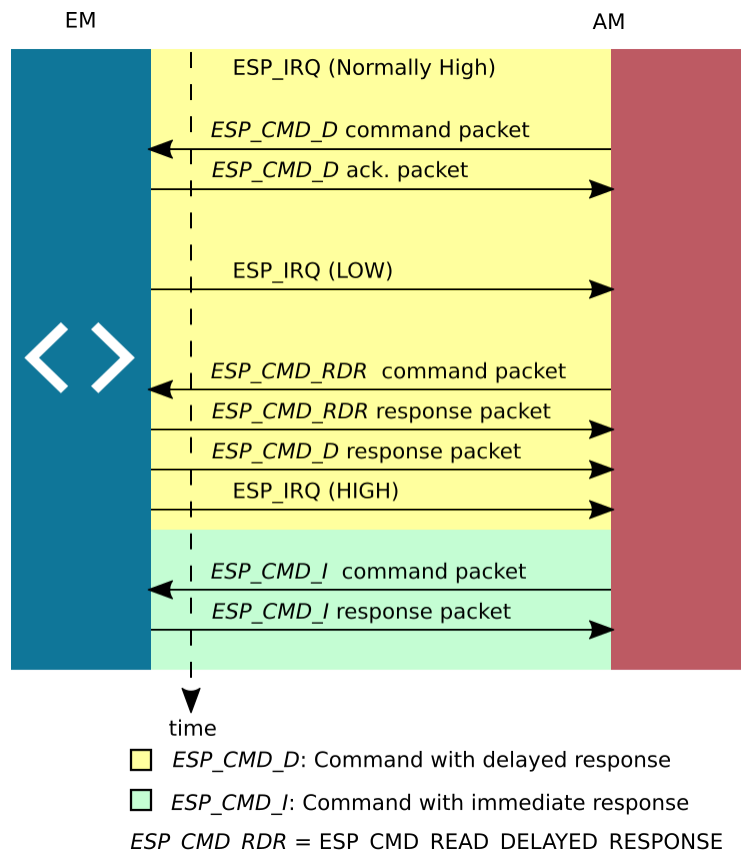 EM AM
ESP_IRQ (Normally High)
ESP_CMD_D command packet
ESP_CMD_D ack. packet
ESP_IRQ (LOW)
ESP_CMD_RDR command packet
ESP_CMD_RDR response packet
ESP_CMD_D response packet
ESP_IRQ (HIGH)
ESP_CMD_I command packet
ESP_CMD_I response packet
time
ESP_CMD_D: Command with delayed response
ESP_CMD_I: Command with immediate response
ESP_CMD_RDR = ESP_CMD_READ_DELAYED_RESPONSE